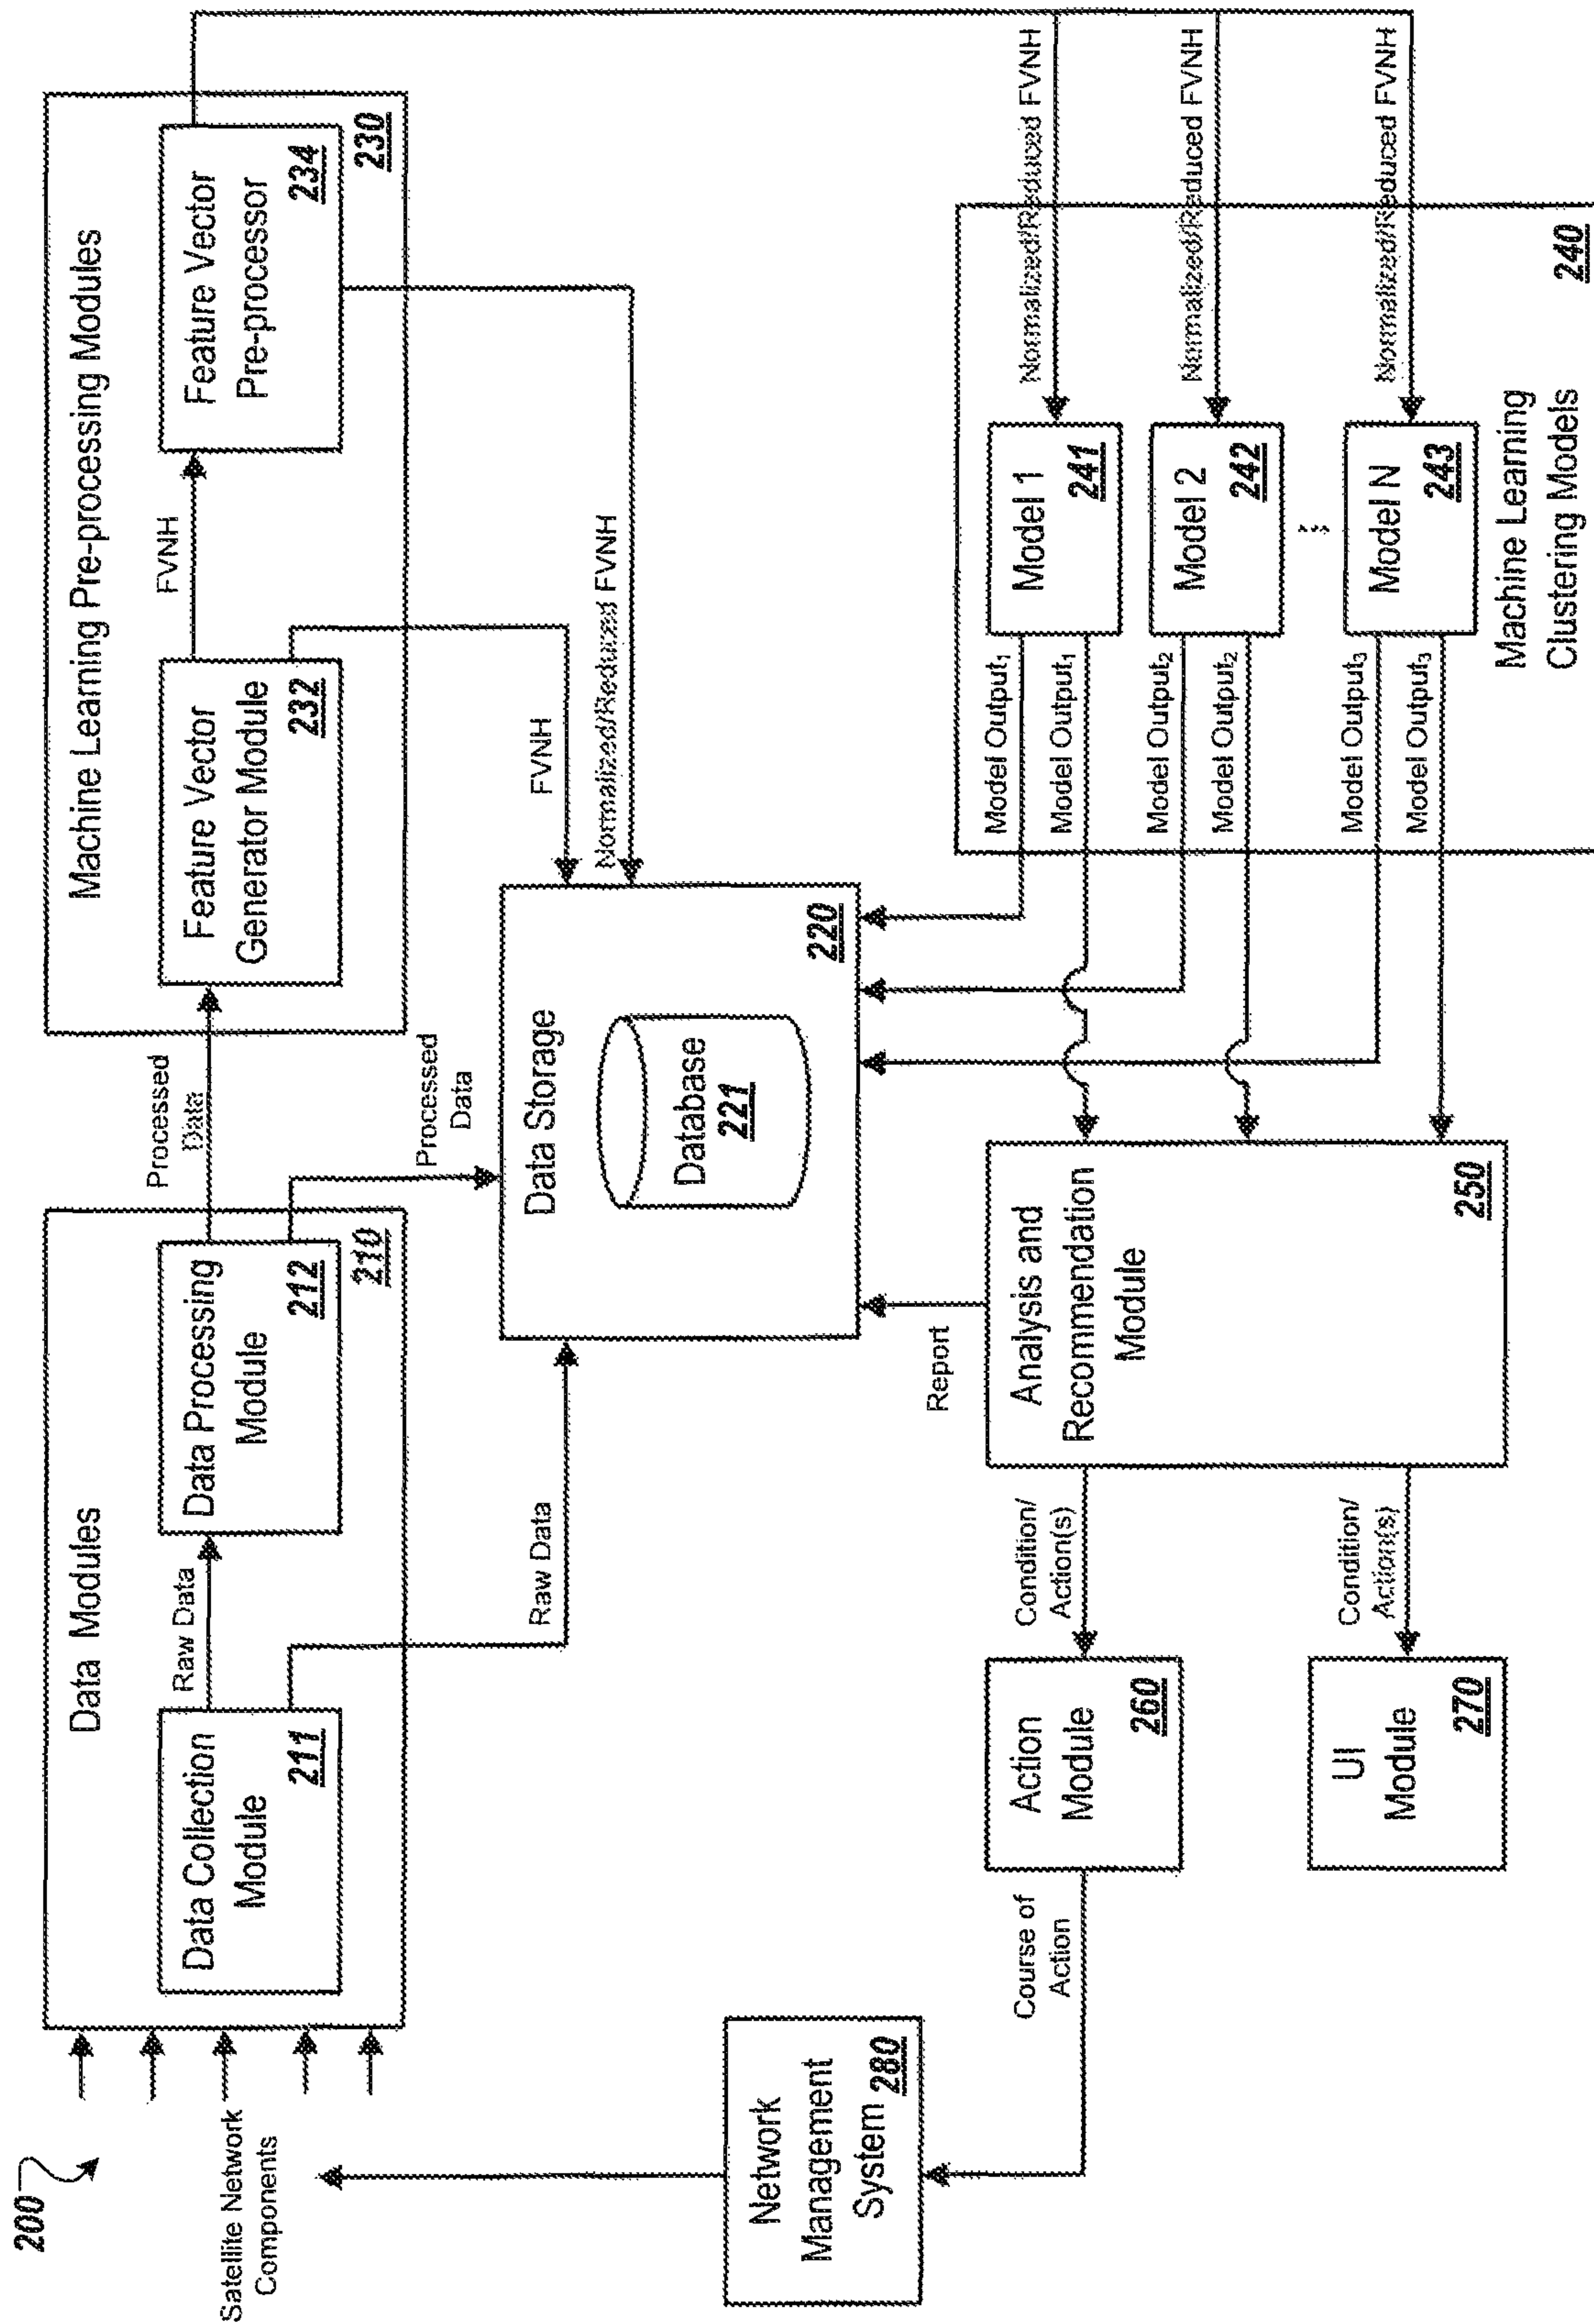 200
Satellite Network
Components
Data Modules
Data Collection
Module
211
Raw Data
Data Processing
Module
212
210
Raw Data
Processed
Data
Processed
Data
Machine Learning Pre-processing Modules
Feature Vector
Generator Module
232
FVNH
Feature Vector
Pre-processor
234
230
FVNH
Normalized/Reduced FVNH
Data Storage
Database
221
220
Network
Management
System 280
Course of
Action
Action
Module
260
Condition/
Action(s)
UI
Module
270
Condition/
Action(s)
Report
Analysis and
Recommendation
Module
250
Model Output₁
Model Output₁
Model Output₂
Model Output₂
Model Output₃
Model Output₃
Model 1
241
Model 2
242
Model N
243
Normalized/Reduced FVNH
Normalized/Reduced FVNH
Normalized/Reduced FVNH
Machine Learning
Clustering Models
240